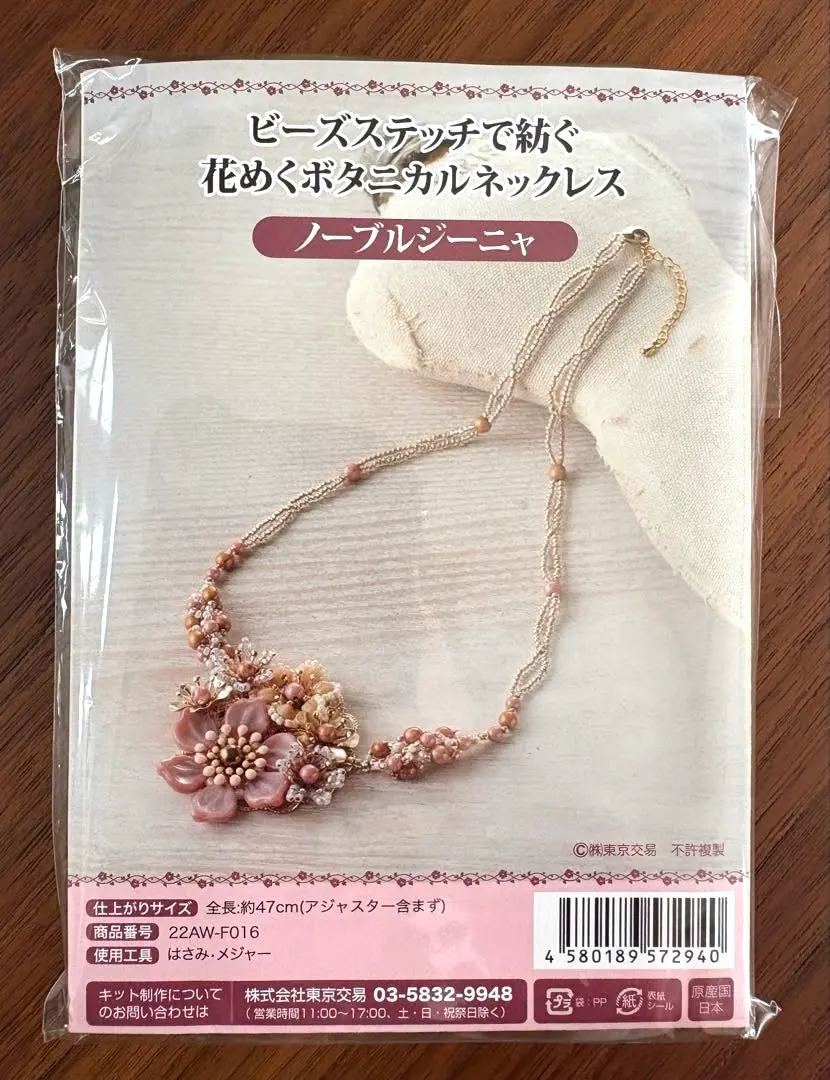 ビーズステッチで紡ぐ
花めくボタニカルネックレス
ノーブルジーニャ
©㈱東京交易 不許複製
仕上がりサイズ 全長:約47cm(アジャスター含まず)
商品番号 22AW-F016
使用工具 はさみ・メジャー
4 580189 572940
キット制作について
のお問い合わせは
株式会社東京交易 03-5832-9948
(営業時間11:00〜17:00、土・日・祝祭日除く)
プラ 袋:PP
紙 表紙
シール
原産国
日本